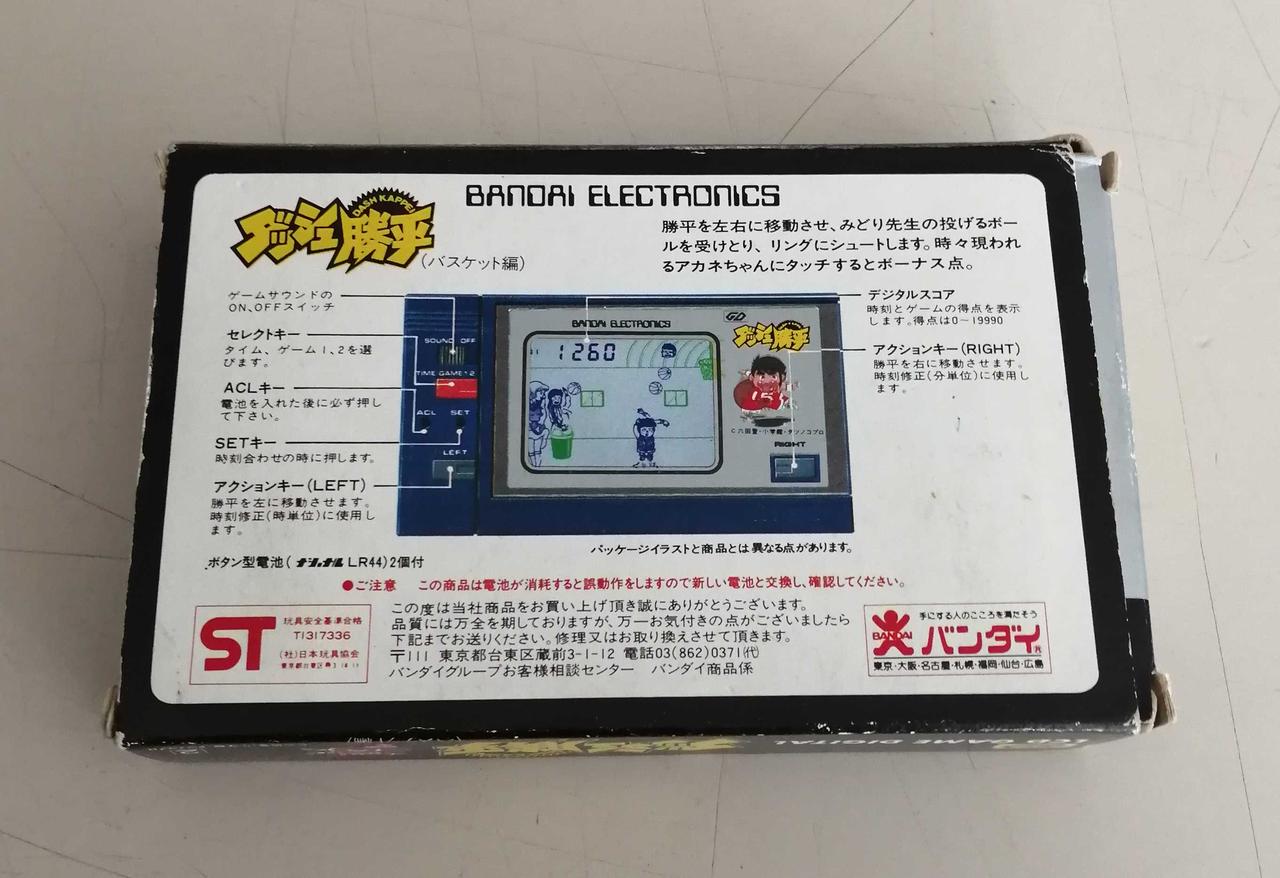 BANDAI ELECTRONICS
DASH KAPPEI
ダッシュ勝平
(バスケット編)
勝平を左右に移動させ、みどり先生の投げるボー
ルを受けとり、リングにシュートします。時々現われ
るアカネちゃんにタッチするとボーナス点。
ゲームサウンドの
ON、OFFスイッチ
セレクトキー
タイム、ゲーム1、2を選
びます。
ACLキー
電池を入れた後に必ず押し
て下さい。
SETキー
時刻合わせの時に押します。
アクションキー(LEFT)
勝平を左に移動させます。
時刻修正(時単位)に使用し
ます。
SOUND OFF
TIME GAME 1・2
ACL SET
LEFT
BANDAI ELECTRONICS
1260
GD
ダッシュ勝平
15
©六田登・小学館・タツノコプロ
RIGHT
デジタルスコア
時刻とゲームの得点を表示
します。得点は0〜19990
アクションキー(RIGHT)
勝平を右に移動させます。
時刻修正(分単位)に使用し
ます。
パッケージイラストと商品とは異なる点があります。
ボタン型電池(ナショナル LR44)2個付
●ご注意 この商品は電池が消耗すると誤動作をしますので新しい電池と交換し、確認してください。
ST
玩具安全基準合格
T1317336
(社)日本玩具協会
この度は当社商品をお買い上げ頂き誠にありがとうございます。
品質には万全を期しておりますが、万一お気付きの点がございましたら
下記までお送りください。修理又はお取り換えさせて頂きます。
〒111 東京都台東区蔵前3-1-12 電話03(862)0371(代)
バンダイグループお客様相談センター バンダイ商品係
手にする人のこころを満たそう
BANDAI バンダイ
東京・大阪・名古屋・札幌・福岡・仙台・広島
LCD GAME DIGITAL